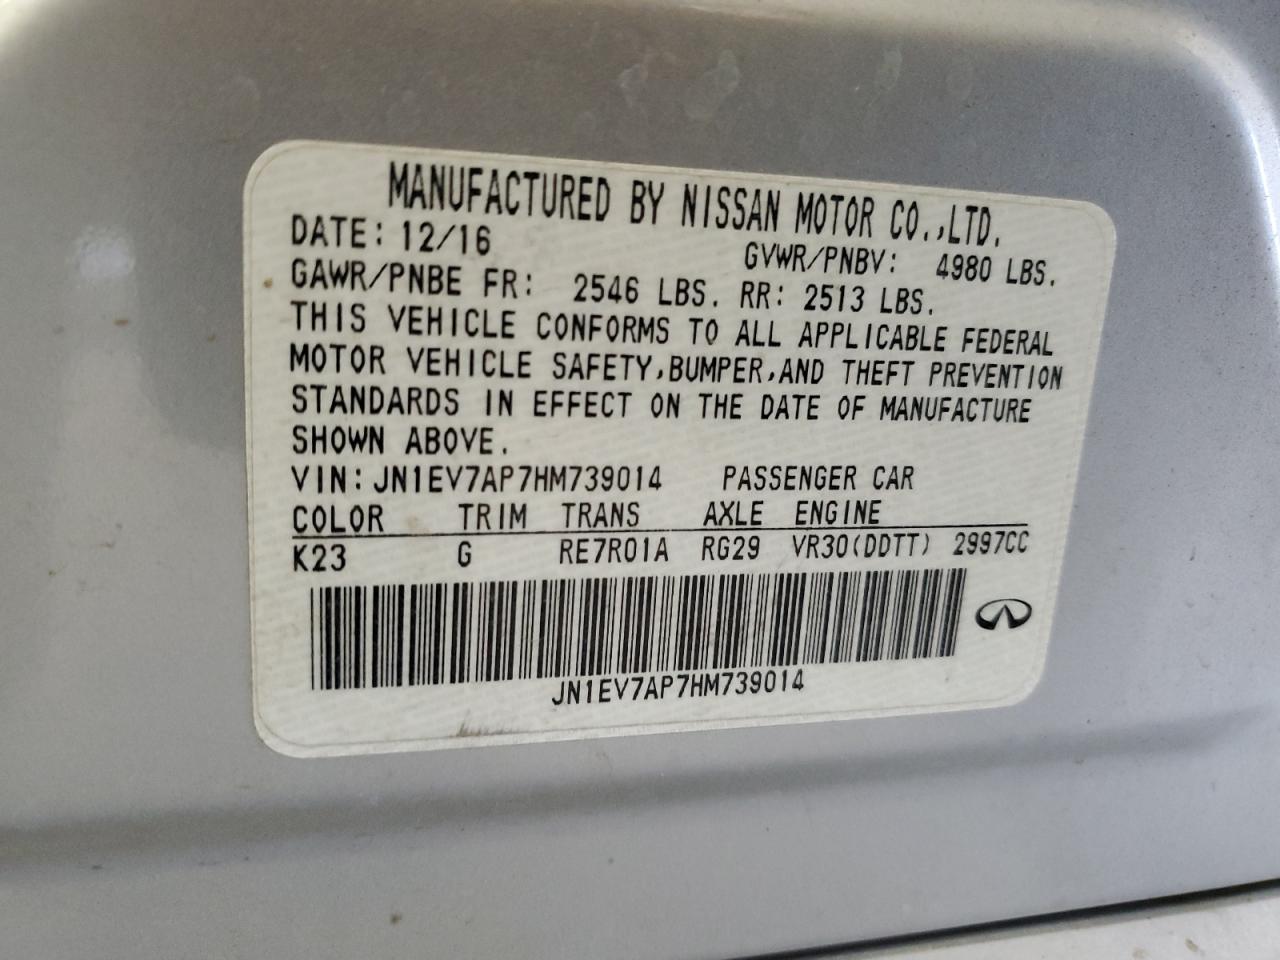 MANUFACTURED BY NISSAN MOTOR CO.,LTD.
DATE: 12/16 GVWR/PNBV: 4980 LBS.
GAWR/PNBE FR: 2546 LBS. RR: 2513 LBS.
THIS VEHICLE CONFORMS TO ALL APPLICABLE FEDERAL
MOTOR VEHICLE SAFETY,BUMPER,AND THEFT PREVENTION
STANDARDS IN EFFECT ON THE DATE OF MANUFACTURE
SHOWN ABOVE.
VIN:JN1EV7AP7HM739014 PASSENGER CAR
COLOR TRIM TRANS AXLE ENGINE
K23 G RE7R01A RG29 VR30(DDTT) 2997CC
JN1EV7AP7HM739014